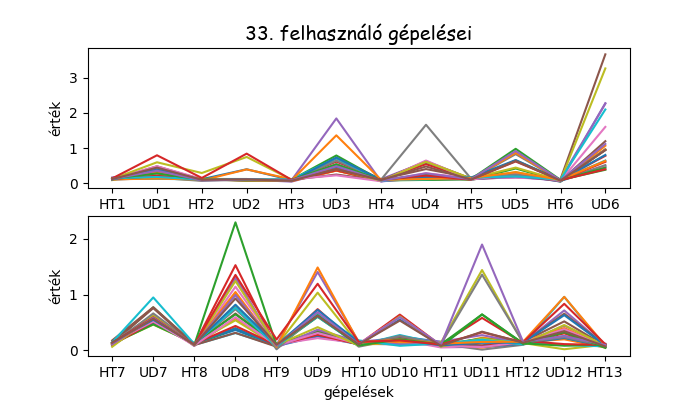 33. felhasználó gépelései
érték
3
2
1
0
HT1 UD1 HT2 UD2 HT3 UD3 HT4 UD4 HT5 UD5 HT6 UD6
érték
2
1
0
HT7 UD7 HT8 UD8 HT9 UD9 HT10 UD10 HT11 UD11 HT12 UD12 HT13
gépelések